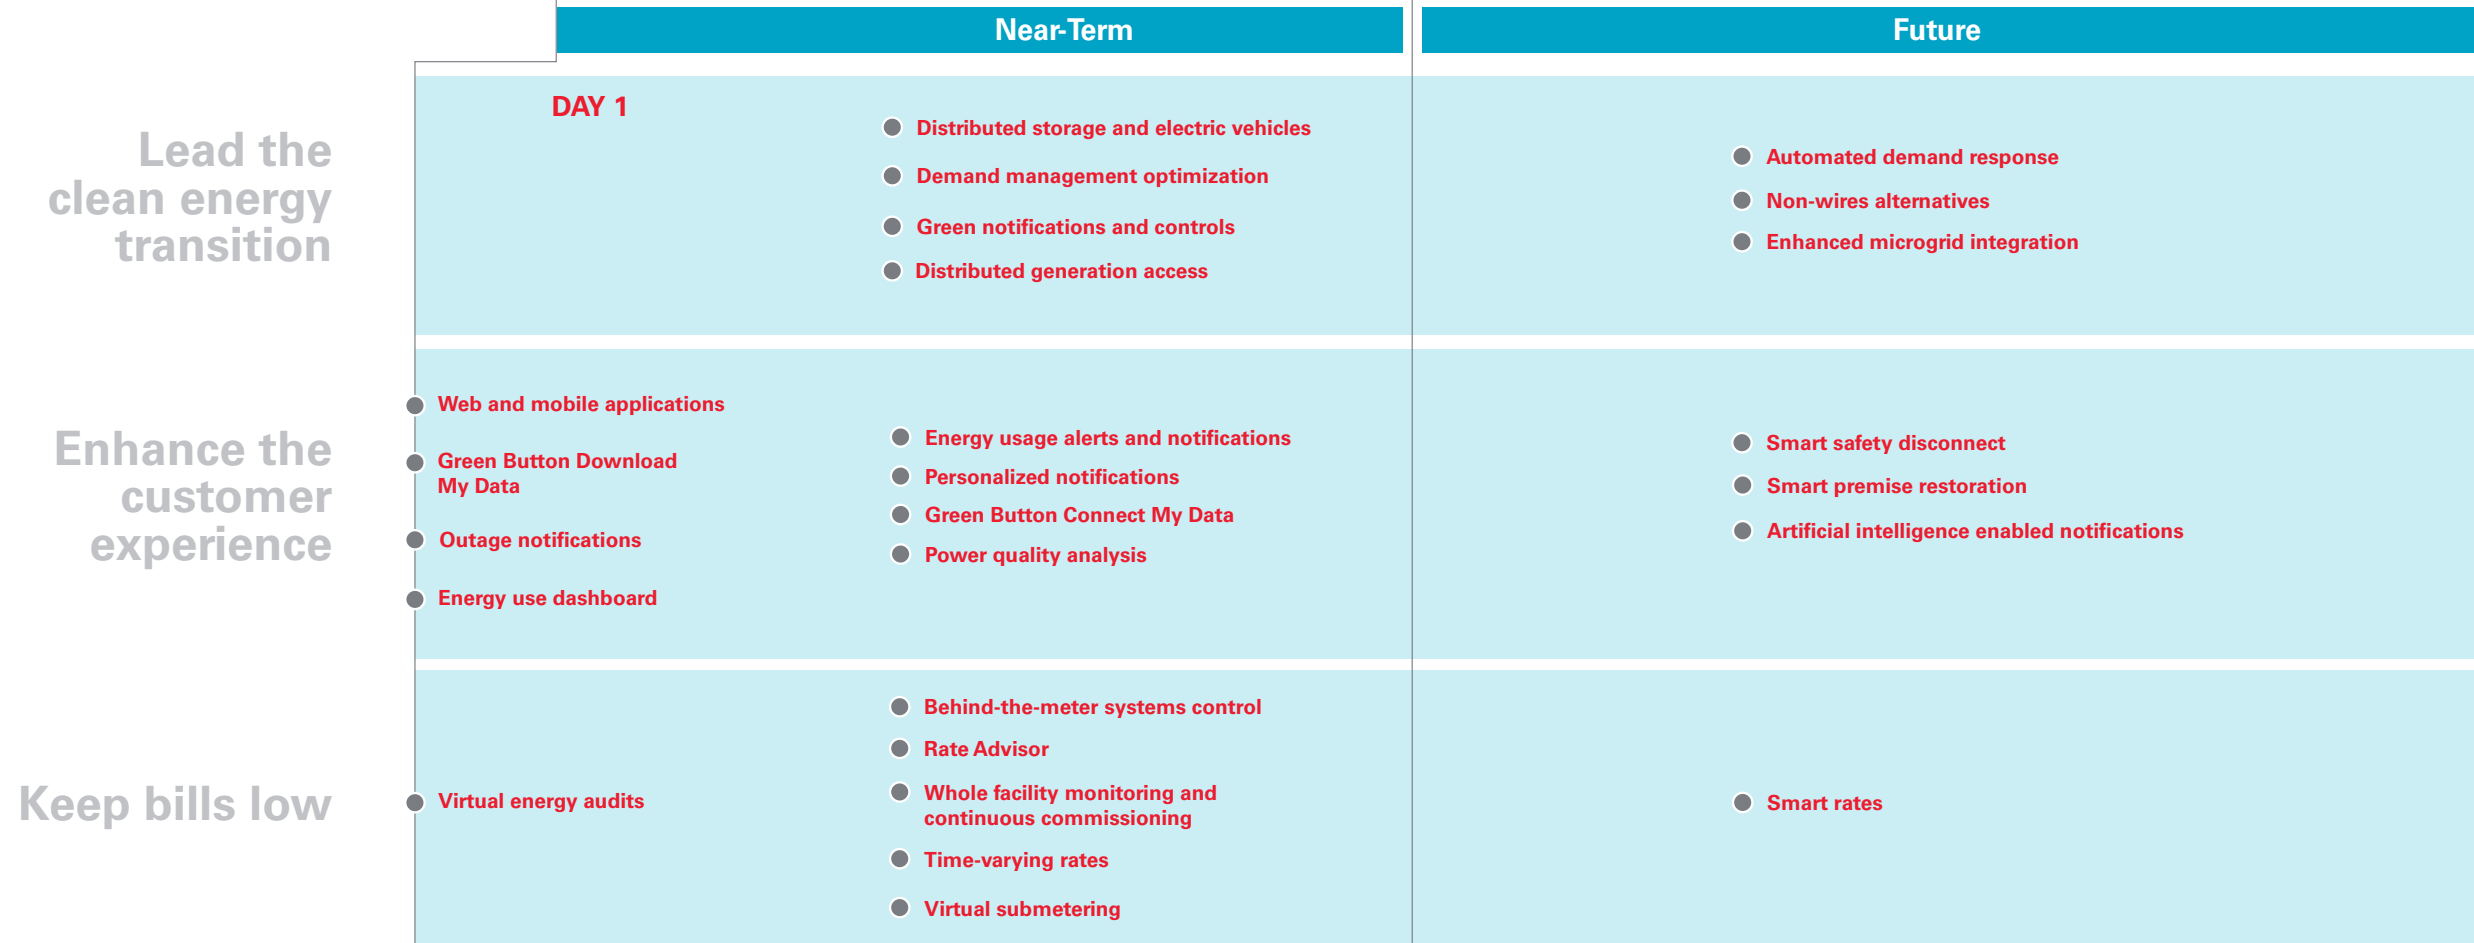 Near-Term
Future
Lead the
clean energy
transition
DAY 1
Distributed storage and electric vehicles
Demand management optimization
Green notifications and controls
Distributed generation access
Automated demand response
Non-wires alternatives
Enhanced microgrid integration
Enhance the
customer
experience
Web and mobile applications
Green Button Download
My Data
Outage notifications
Energy use dashboard
Energy usage alerts and notifications
Personalized notifications
Green Button Connect My Data
Power quality analysis
Smart safety disconnect
Smart premise restoration
Artificial intelligence enabled notifications
Keep bills low
Virtual energy audits
Behind-the-meter systems control
Rate Advisor
Whole facility monitoring and
continuous commissioning
Time-varying rates
Virtual submetering
Smart rates